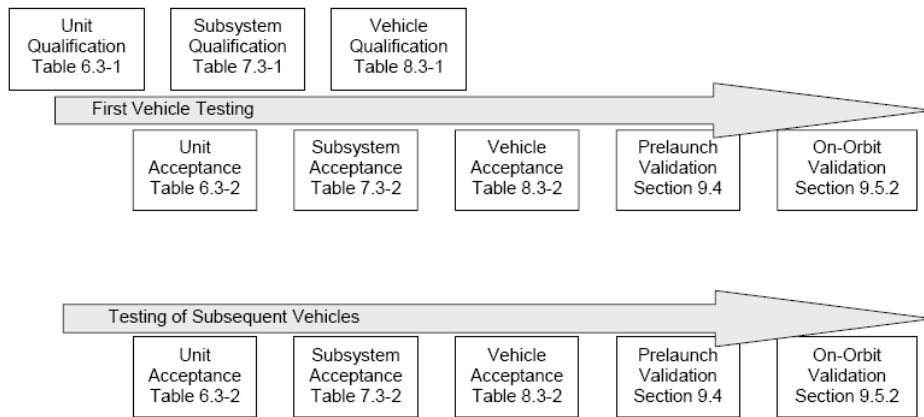 Unit
Qualification
Table 6.3-1
Subsystem
Qualification
Table 7.3-1
Vehicle
Qualification
Table 8.3-1
First Vehicle Testing
Unit
Acceptance
Table 6.3-2
Subsystem
Acceptance
Table 7.3-2
Vehicle
Acceptance
Table 8.3-2
Prelaunch
Validation
Section 9.4
On-Orbit
Validation
Section 9.5.2
Testing of Subsequent Vehicles
Unit
Acceptance
Table 6.3-2
Subsystem
Acceptance
Table 7.3-2
Vehicle
Acceptance
Table 8.3-2
Prelaunch
Validation
Section 9.4
On-Orbit
Validation
Section 9.5.2